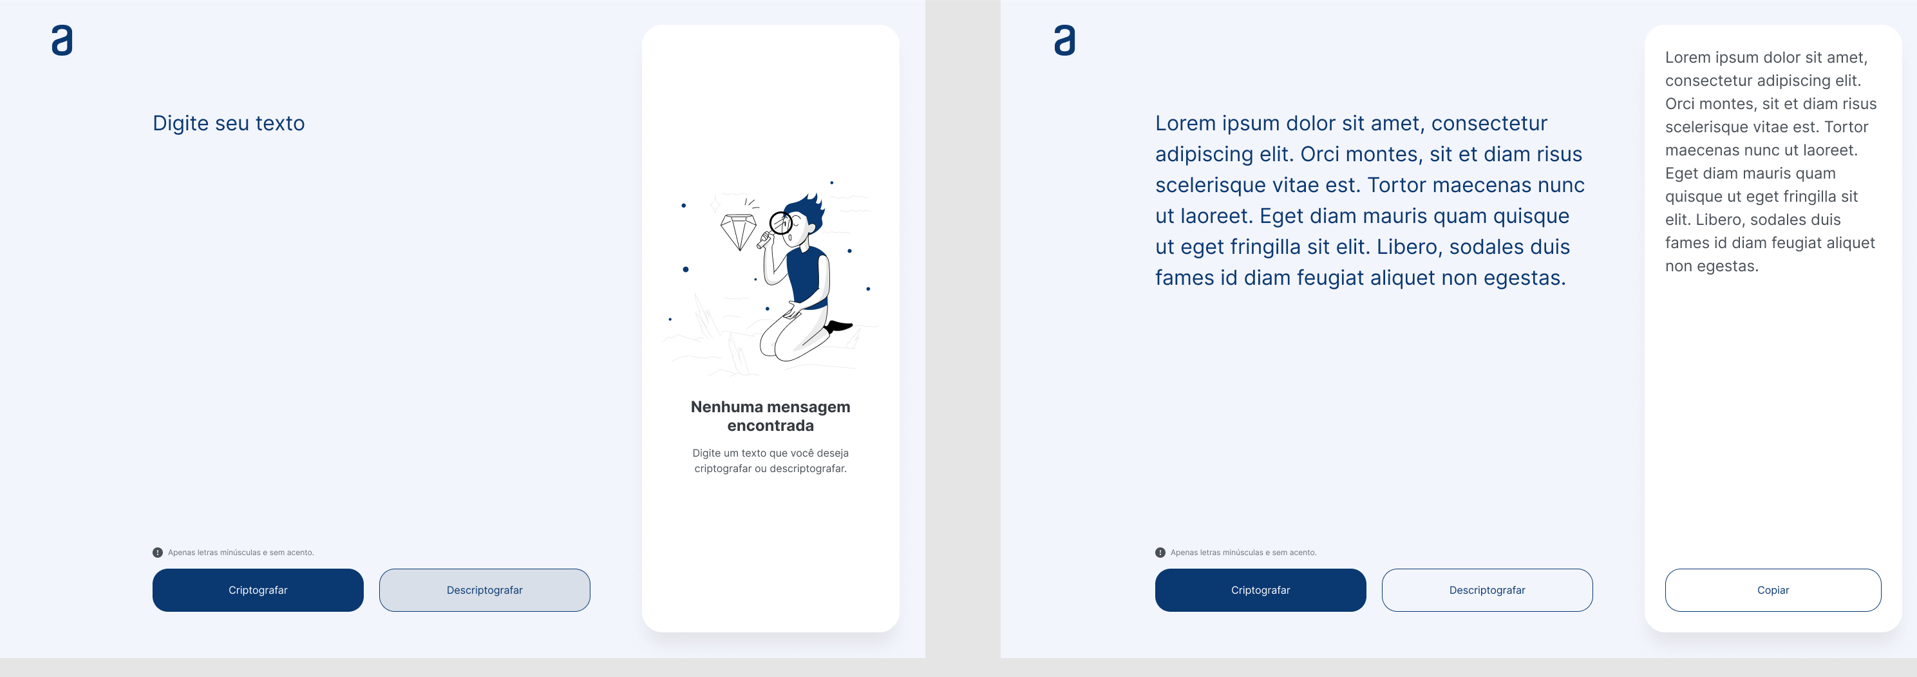 a
Digite seu texto
Nenhuma mensagem
encontrada
Digite um texto que você deseja
criptografar ou descriptografar.
Apenas letras minúsculas e sem acento.
Criptografar
Descriptografar
a
Lorem ipsum dolor sit amet, consectetur
adipiscing elit. Orci montes, sit et diam risus
scelerisque vitae est. Tortor maecenas nunc
ut laoreet. Eget diam mauris quam quisque
ut eget fringilla sit elit. Libero, sodales duis
fames id diam feugiat aliquet non egestas.
Apenas letras minúsculas e sem acento.
Criptografar
Descriptografar
Lorem ipsum dolor sit amet,
consectetur adipiscing elit.
Orci montes, sit et diam risus
scelerisque vitae est. Tortor
maecenas nunc ut laoreet.
Eget diam mauris quam
quisque ut eget fringilla sit
elit. Libero, sodales duis
fames id diam feugiat aliquet
non egestas.
Copiar